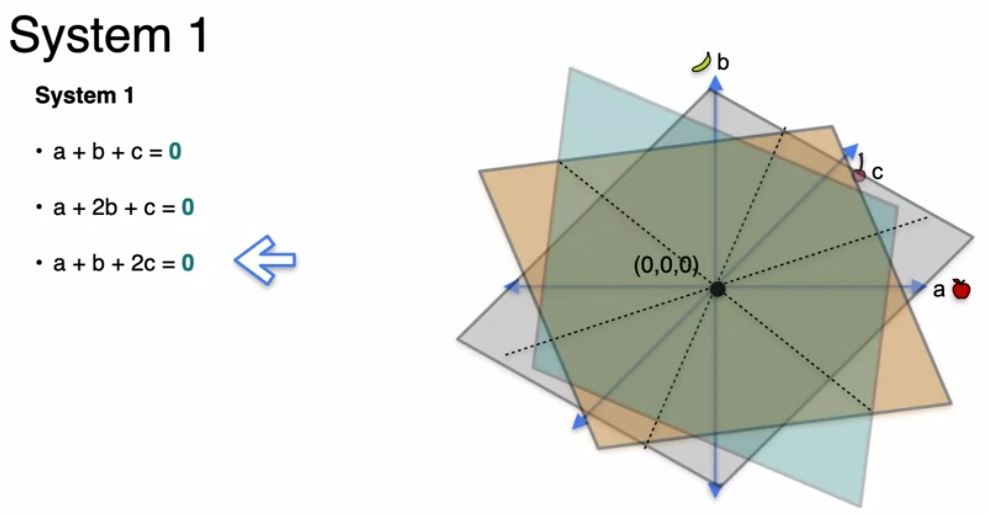 System 1
System 1
• a + b + c = 0
• a + 2b + c = 0
• a + b + 2c = 0
b
c
(0,0,0)
a